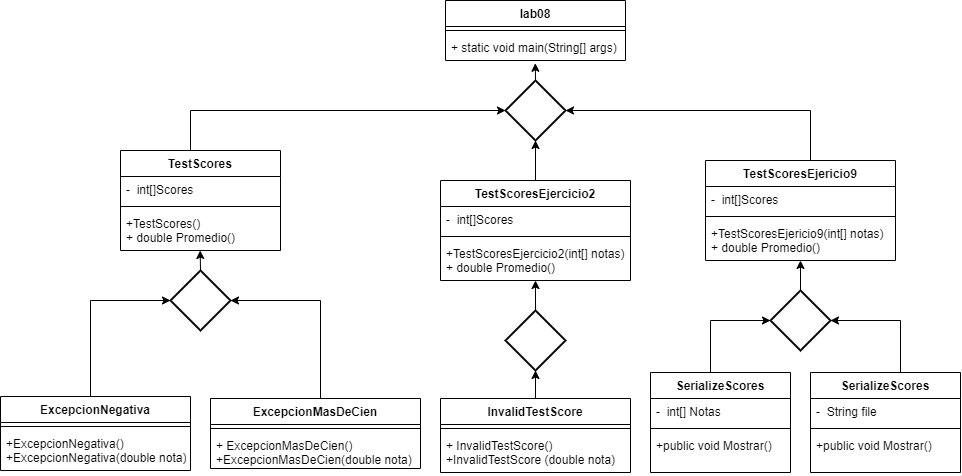 lab08
+ static void main(String[] args)
TestScores
- int[]Scores
+TestScores()
+ double Promedio()
TestScoresEjercicio2
- int[]Scores
+TestScoresEjercicio2(int[] notas)
+ double Promedio()
TestScoresEjericio9
- int[]Scores
+TestScoresEjericio9(int[] notas)
+ double Promedio()
ExcepcionNegativa
+ExcepcionNegativa()
+ExcepcionNegativa(double nota)
ExcepcionMasDeCien
+ ExcepcionMasDeCien()
+ExcepcionMasDeCien(double nota)
InvalidTestScore
+ InvalidTestScore()
+InvalidTestScore (double nota)
SerializeScores
- int[] Notas
+public void Mostrar()
SerializeScores
- String file
+public void Mostrar()